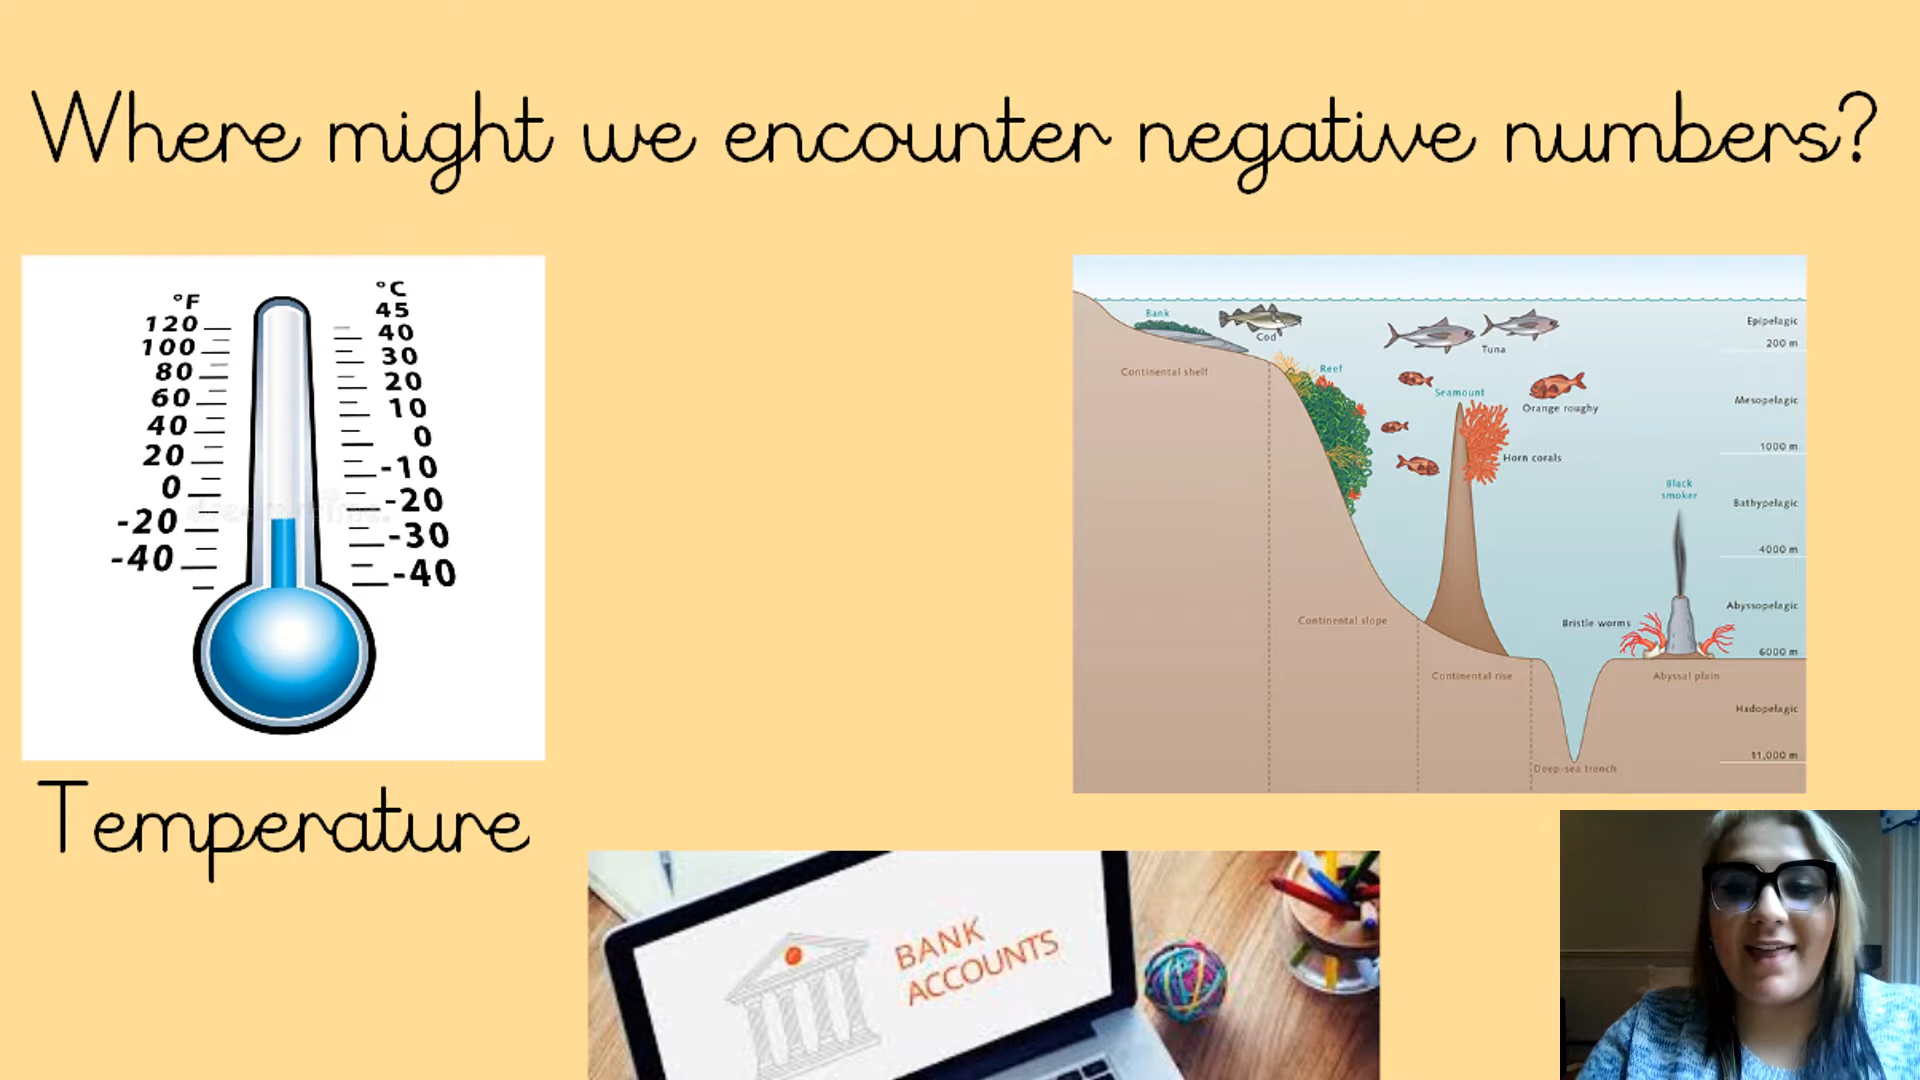 Where might we encounter negative numbers?
°F
120
100
80
60
40
20
0
-20
-40
°C
45
40
30
20
10
0
-10
-20
-30
-40
Temperature
Bank
Cod
Tuna
Epipelagic
200 m
Continental shelf
Reef
Seamount
Orange roughy
Mesopelagic
Horn corals
1000 m
Black
smoker
Bathypelagic
4000 m
Abyssopelagic
Continental slope
Bristle worms
6000 m
Continental rise
Abyssal plain
Hadopelagic
11,000 m
Deep-sea trench
BANK
ACCOUNTS